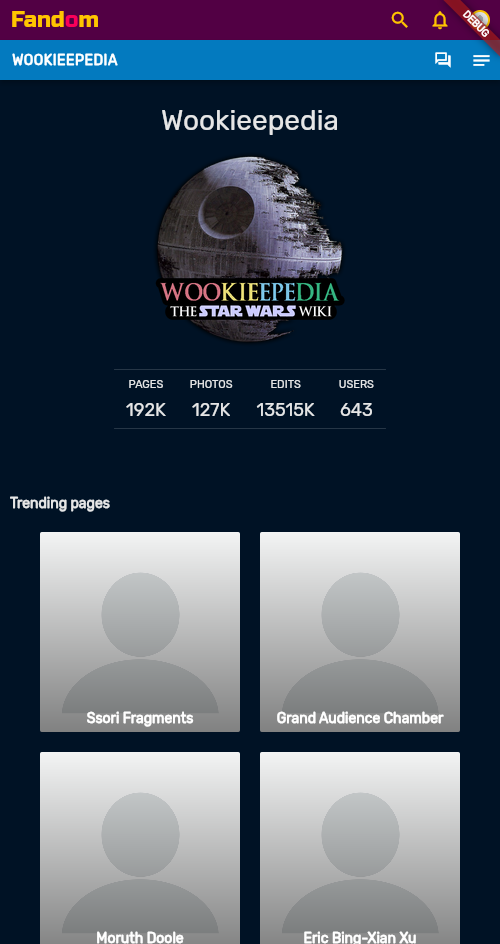 Fandom
DEBUG
WOOKIEEPEDIA
Wookieepedia
WOOKIEEPEDIA
THE STAR WARS WIKI
PAGES PHOTOS EDITS USERS
192K 127K 13515K 643
Trending pages
Ssori Fragments Grand Audience Chamber
Moruth Doole Eric Bing-Xian Xu